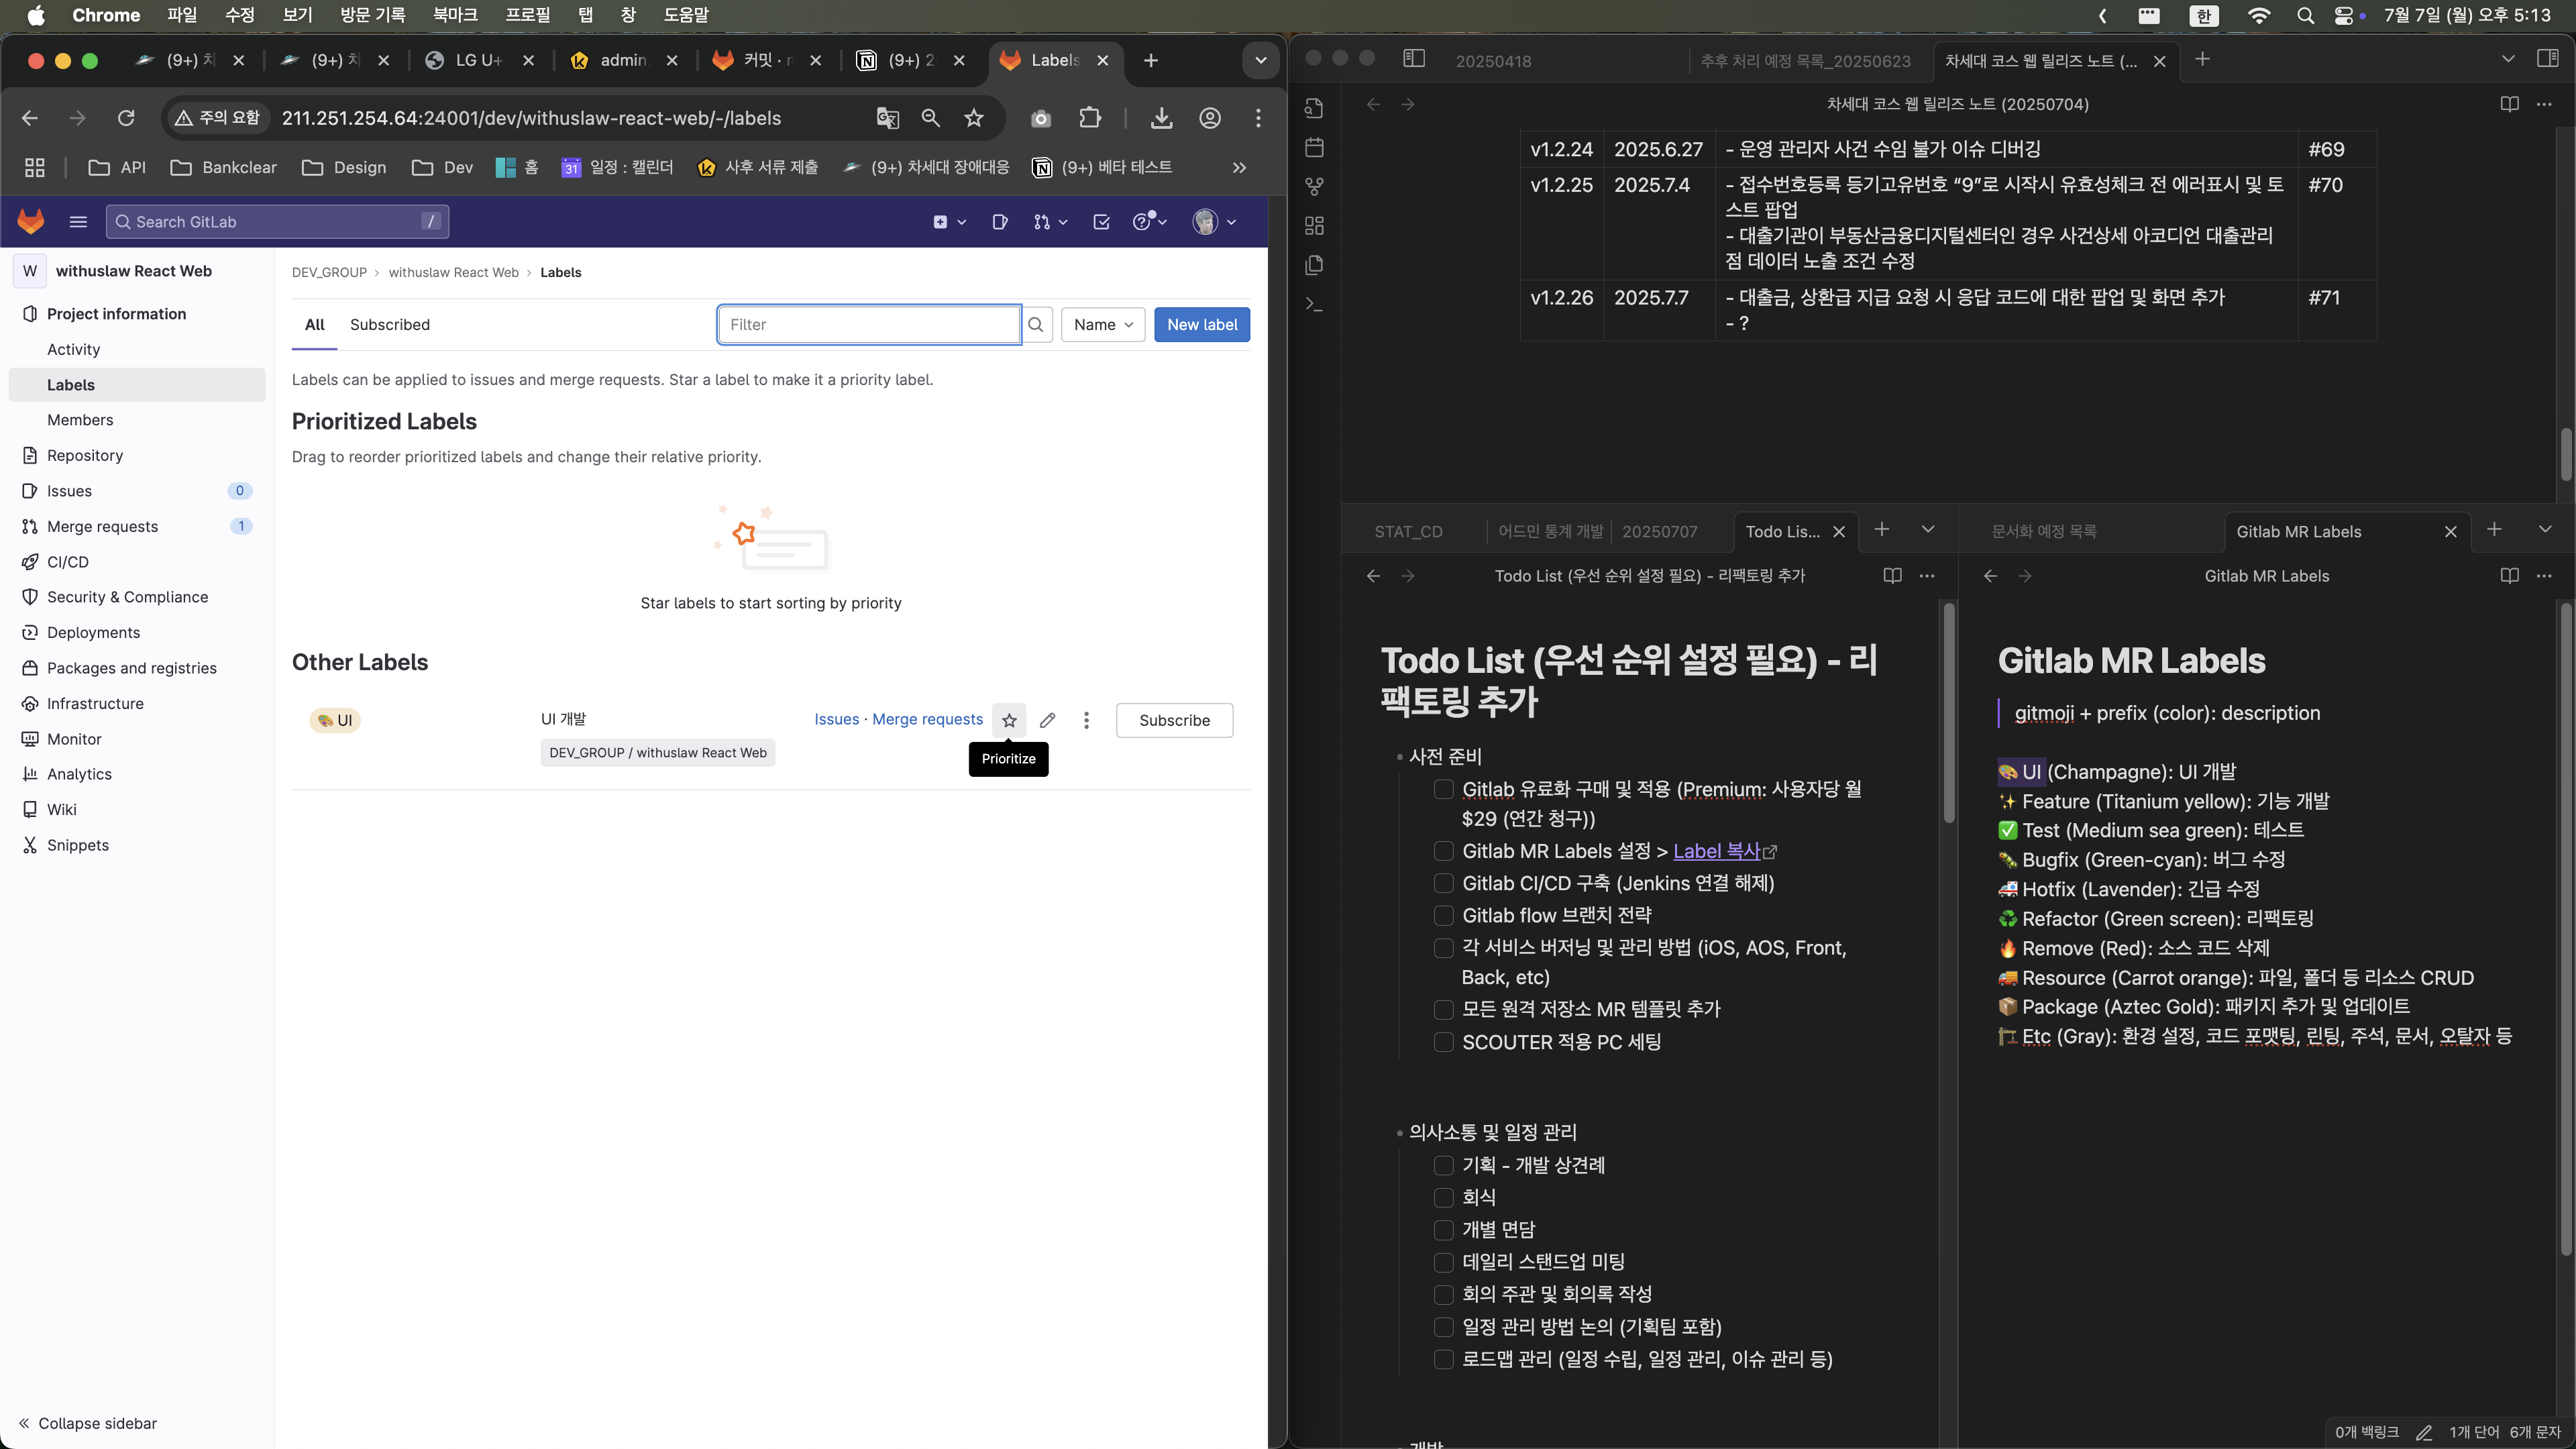 Chrome 파일 수정 보기 방문 기록 북마크 프로필 탭 창 도움말
한 7월 7일 (월) 오후 5:13
(9+) 차 (9+) 차 LG U+ admin. 커밋 · (9+) 2 Labels
주의 요함 211.251.254.64:24001/dev/withuslaw-react-web/-/labels
API Bankclear Design Dev 홈 31 일정 : 캘린더 사후 서류 제출 (9+) 차세대 장애대응 (9+) 베타 테스트
Search GitLab /
W withuslaw React Web
Project information
Activity
Labels
Members
Repository
Issues 0
Merge requests 1
CI/CD
Security & Compliance
Deployments
Packages and registries
Infrastructure
Monitor
Analytics
Wiki
Snippets
Collapse sidebar
DEV_GROUP › withuslaw React Web › Labels
All Subscribed Filter Name New label
Labels can be applied to issues and merge requests. Star a label to make it a priority label.
Prioritized Labels
Drag to reorder prioritized labels and change their relative priority.
Star labels to start sorting by priority
Other Labels
🎨 UI UI 개발 Issues · Merge requests Subscribe
DEV_GROUP / withuslaw React Web
Prioritize
20250418 추후 처리 예정 목록_20250623 차세대 코스 웹 릴리즈 노트 (...
차세대 코스 웹 릴리즈 노트 (20250704)
v1.2.24 2025.6.27 - 운영 관리자 사건 수임 불가 이슈 디버깅 #69
v1.2.25 2025.7.4 - 접수번호등록 등기고유번호 “9”로 시작시 유효성체크 전 에러표시 및 토 #70
스트 팝업
- 대출기관이 부동산금융디지털센터인 경우 사건상세 아코디언 대출관리
점 데이터 노출 조건 수정
v1.2.26 2025.7.7 - 대출금, 상환급 지급 요청 시 응답 코드에 대한 팝업 및 화면 추가 #71
- ?
STAT_CD 어드민 통계 개발 20250707 Todo Lis...
Todo List (우선 순위 설정 필요) - 리팩토링 추가
Todo List (우선 순위 설정 필요) - 리
팩토링 추가
사전 준비
Gitlab 유료화 구매 및 적용 (Premium: 사용자당 월
$29 (연간 청구))
Gitlab MR Labels 설정 > Label 복사
Gitlab CI/CD 구축 (Jenkins 연결 해제)
Gitlab flow 브랜치 전략
각 서비스 버저닝 및 관리 방법 (iOS, AOS, Front,
Back, etc)
모든 원격 저장소 MR 템플릿 추가
SCOUTER 적용 PC 세팅
의사소통 및 일정 관리
기획 - 개발 상견례
회식
개별 면담
데일리 스탠드업 미팅
회의 주관 및 회의록 작성
일정 관리 방법 논의 (기획팀 포함)
로드맵 관리 (일정 수립, 일정 관리, 이슈 관리 등)
문서화 예정 목록 Gitlab MR Labels
Gitlab MR Labels
Gitlab MR Labels
gitmoji + prefix (color): description
🎨 UI (Champagne): UI 개발
✨ Feature (Titanium yellow): 기능 개발
✅ Test (Medium sea green): 테스트
🐛 Bugfix (Green-cyan): 버그 수정
🚑 Hotfix (Lavender): 긴급 수정
♻️ Refactor (Green screen): 리팩토링
🔥 Remove (Red): 소스 코드 삭제
🚚 Resource (Carrot orange): 파일, 폴더 등 리소스 CRUD
📦 Package (Aztec Gold): 패키지 추가 및 업데이트
🏗 Etc (Gray): 환경 설정, 코드 포맷팅, 린팅, 주석, 문서, 오탈자 등
0개 백링크 1개 단어 6개 문자